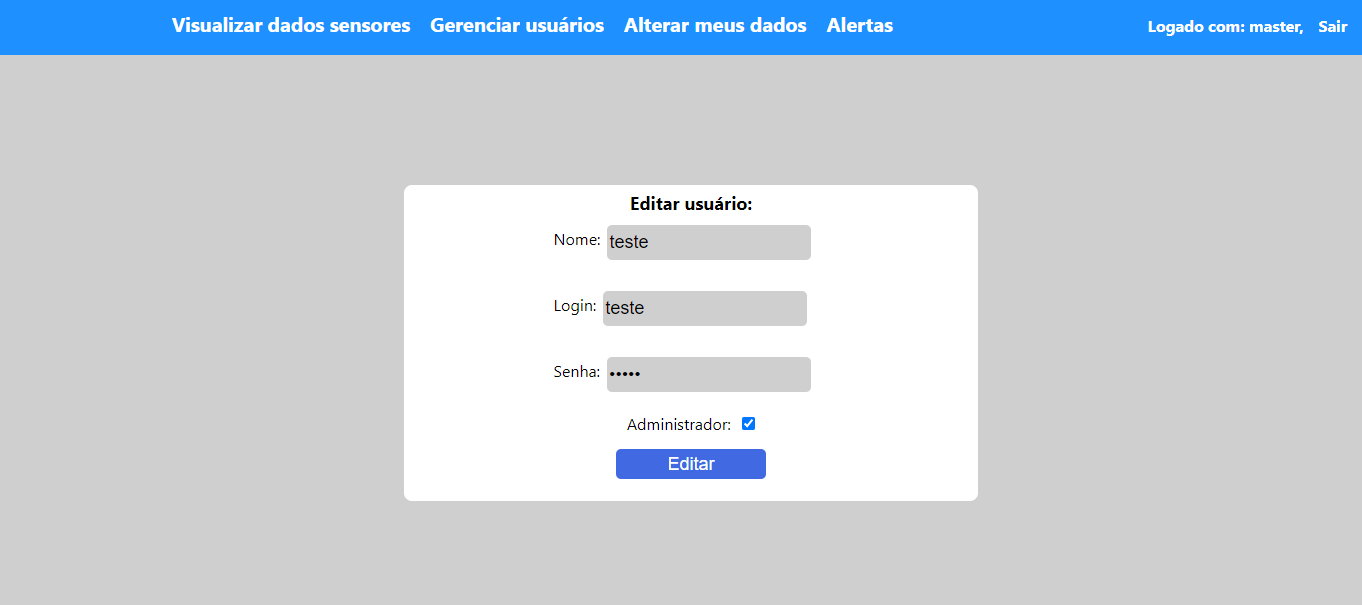 Visualizar dados sensores Gerenciar usuários Alterar meus dados Alertas Logado com: master, Sair
Editar usuário:
Nome: teste
Login: teste
Senha: •••••
Administrador:
Editar